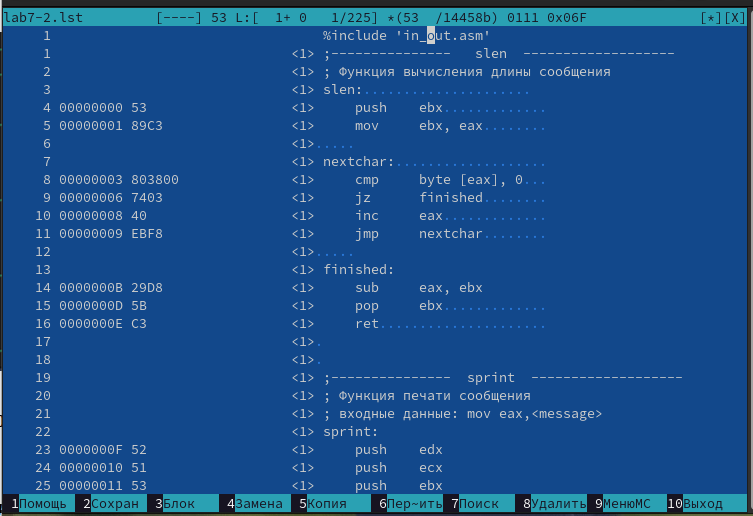 lab7-2.lst [----] 53 L:[ 1+ 0 1/225] *(53 /14458b) 0111 0x06F [*][X]
1 %include 'in_out.asm'
1 <1> ;--------------- slen -------------------
2 <1> ; Функция вычисления длины сообщения
3 <1> slen:.....................
4 00000000 53 <1> push ebx.............
5 00000001 89C3 <1> mov ebx, eax........
6 <1>.....
7 <1> nextchar:...................
8 00000003 803800 <1> cmp byte [eax], 0...
9 00000006 7403 <1> jz finished........
10 00000008 40 <1> inc eax.............
11 00000009 EBF8 <1> jmp nextchar........
12 <1>.....
13 <1> finished:
14 0000000B 29D8 <1> sub eax, ebx
15 0000000D 5B <1> pop ebx.............
16 0000000E C3 <1> ret.....................
17 <1>.
18 <1>.
19 <1> ;--------------- sprint -------------------
20 <1> ; Функция печати сообщения
21 <1> ; входные данные: mov eax,<message>
22 <1> sprint:
23 0000000F 52 <1> push edx
24 00000010 51 <1> push ecx
25 00000011 53 <1> push ebx
1Помощь 2Сохран 3Блок 4Замена 5Копия 6Пер~ить 7Поиск 8Удалить 9МенюМС 10Выход